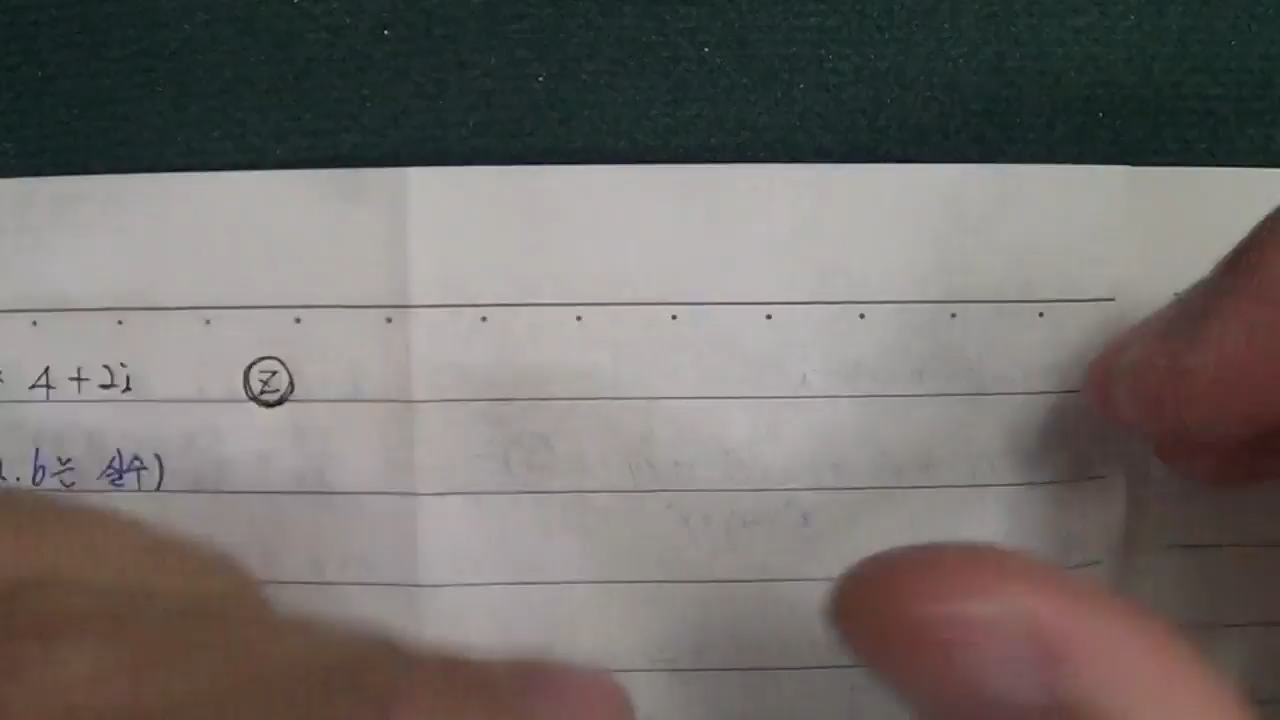 = 4+2i ⓩ
a.b는 실수)